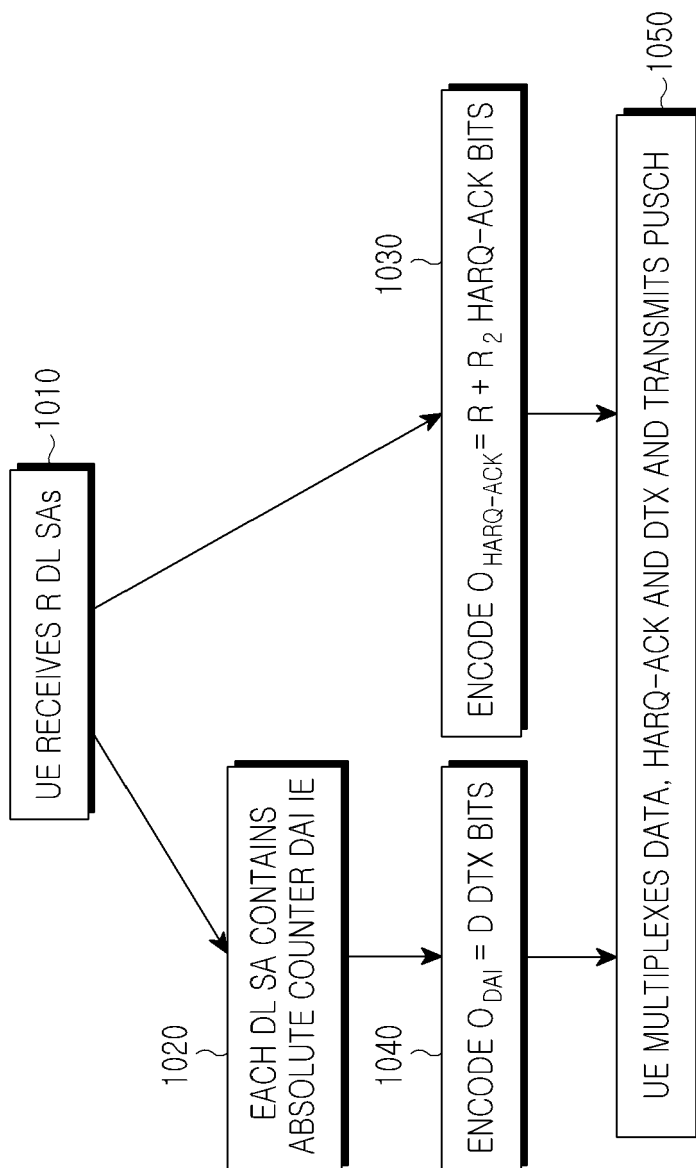 UE RECEIVES R DL SAs
1010
EACH DL SA CONTAINS
ABSOLUTE COUNTER DAI IE
1020
ENCODE O_HARQ-ACK = R + R_2 HARQ-ACK BITS
1030
ENCODE O_DAI = D DTX BITS
1040
UE MULTIPLEXES DATA, HARQ-ACK AND DTX AND TRANSMITS PUSCH
1050